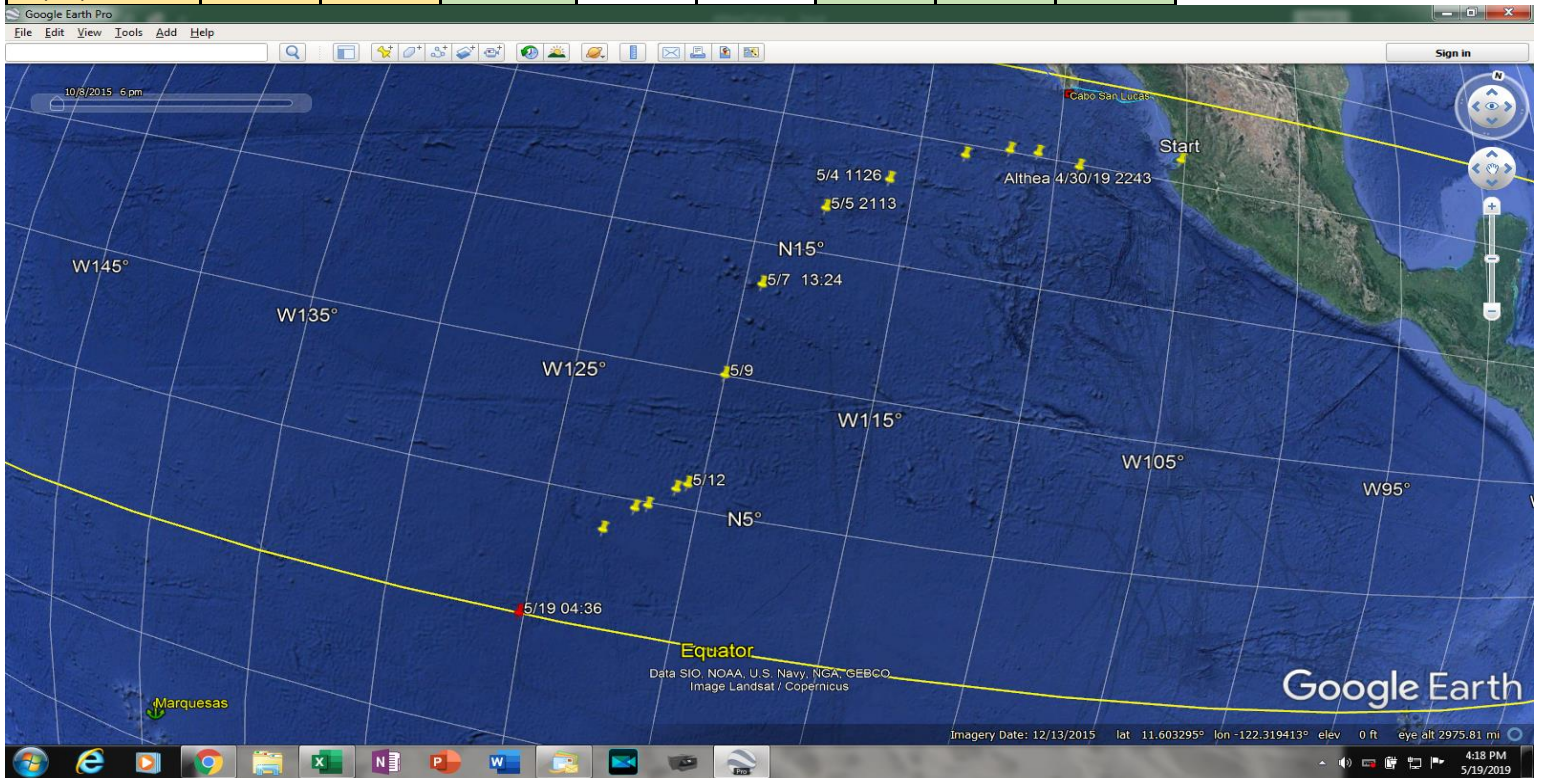 Google Earth Pro
File Edit View Tools Add Help
Sign in
10/8/2015 6 pm
N
Cabo San Lucas
Start
5/4 1126
Althea 4/30/19 2243
5/5 2113
N15°
W145°
5/7 13:24
W135°
W125°
5/9
W115°
W105°
5/12
W95°
N5°
5/19 04:36
Equator
Data SIO, NOAA, U.S. Navy, NGA, GEBCO
Image Landsat / Copernicus
Google Earth
Marquesas
Imagery Date: 12/13/2015 lat 11.603295° lon -122.319413° elev 0 ft eye alt 2975.81 mi
Pro
4:18 PM
5/19/2019